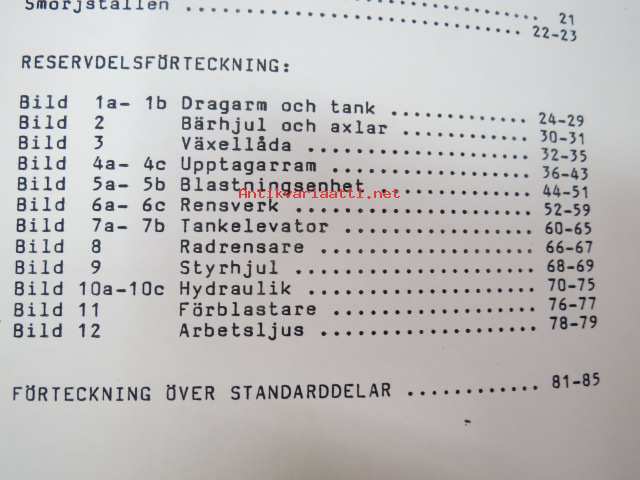 Smörjställen ........................ 21
22-23
RESERVDELSFÖRTECKNING:
Bild 1a- 1b Dragarm och tank ............. 24-29
Bild 2 Bärhjul och axlar ............ 30-31
Bild 3 Växellåda .................... 32-35
Bild 4a- 4c Upptagarram .................. 36-43
Bild 5a- 5b Blastningsenhet .............. 44-51
Antikvariaatti.net
Bild 6a- 6c Rensverk ..................... 52-59
Bild 7a- 7b Tankelevator ................. 60-65
Bild 8 Radrensare ................... 66-67
Bild 9 Styrhjul ..................... 68-69
Bild 10a-10c Hydraulik .................... 70-75
Bild 11 Förblastare .................. 76-77
Bild 12 Arbetsljus ................... 78-79
FÖRTECKNING ÖVER STANDARDDELAR ............ 81-85